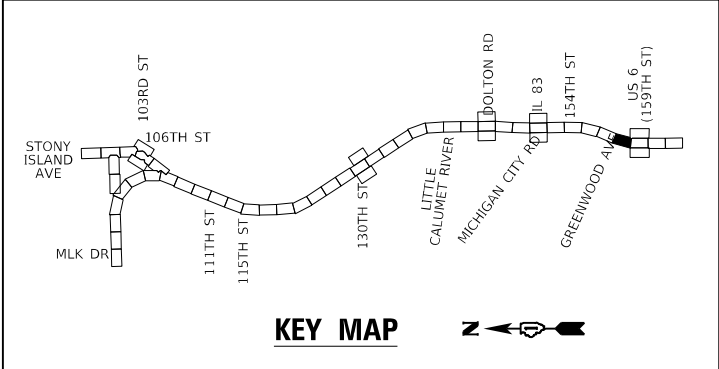 103RD ST
106TH ST
STONY
ISLAND
AVE
MLK DR
111TH ST
115TH ST
130TH ST
LITTLE
CALUMET RIVER
DOLTON RD
MICHIGAN CITY RD
IL 83
154TH ST
GREENWOOD AVE
US 6
(159TH ST)
KEY MAP
N